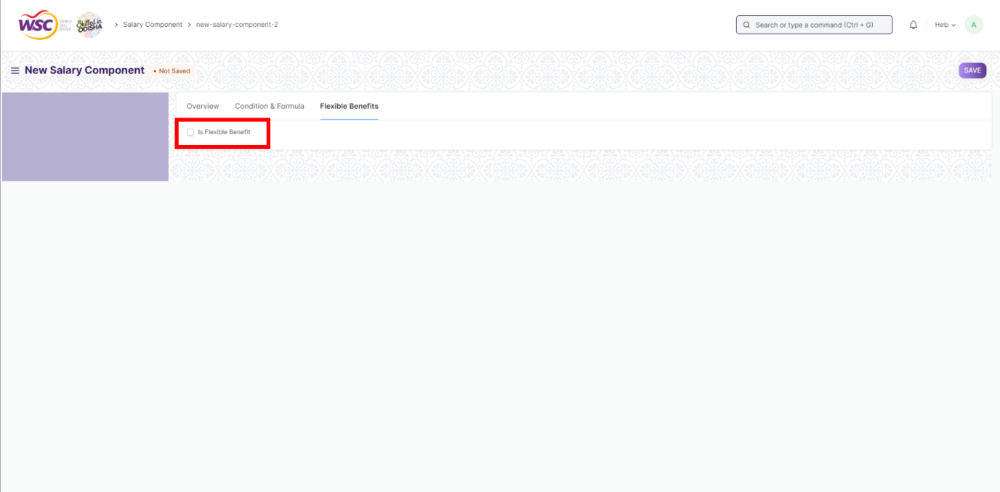 WSC WORLD SKILL CENTER Skilled in ODISHA > Salary Component > new-salary-component-2 Search or type a command (Ctrl + G) Help A
New Salary Component • Not Saved SAVE
Overview Condition & Formula Flexible Benefits
Is Flexible Benefit